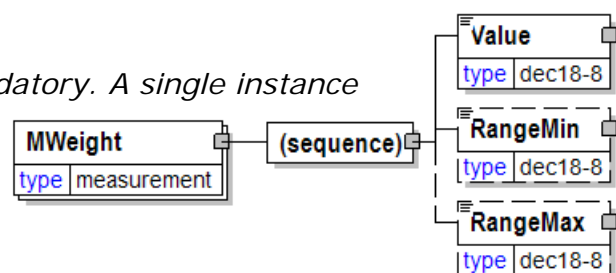 datory. A single instance
MWeight
type measurement
(sequence)
Value
type dec18-8
RangeMin
type dec18-8
RangeMax
type dec18-8